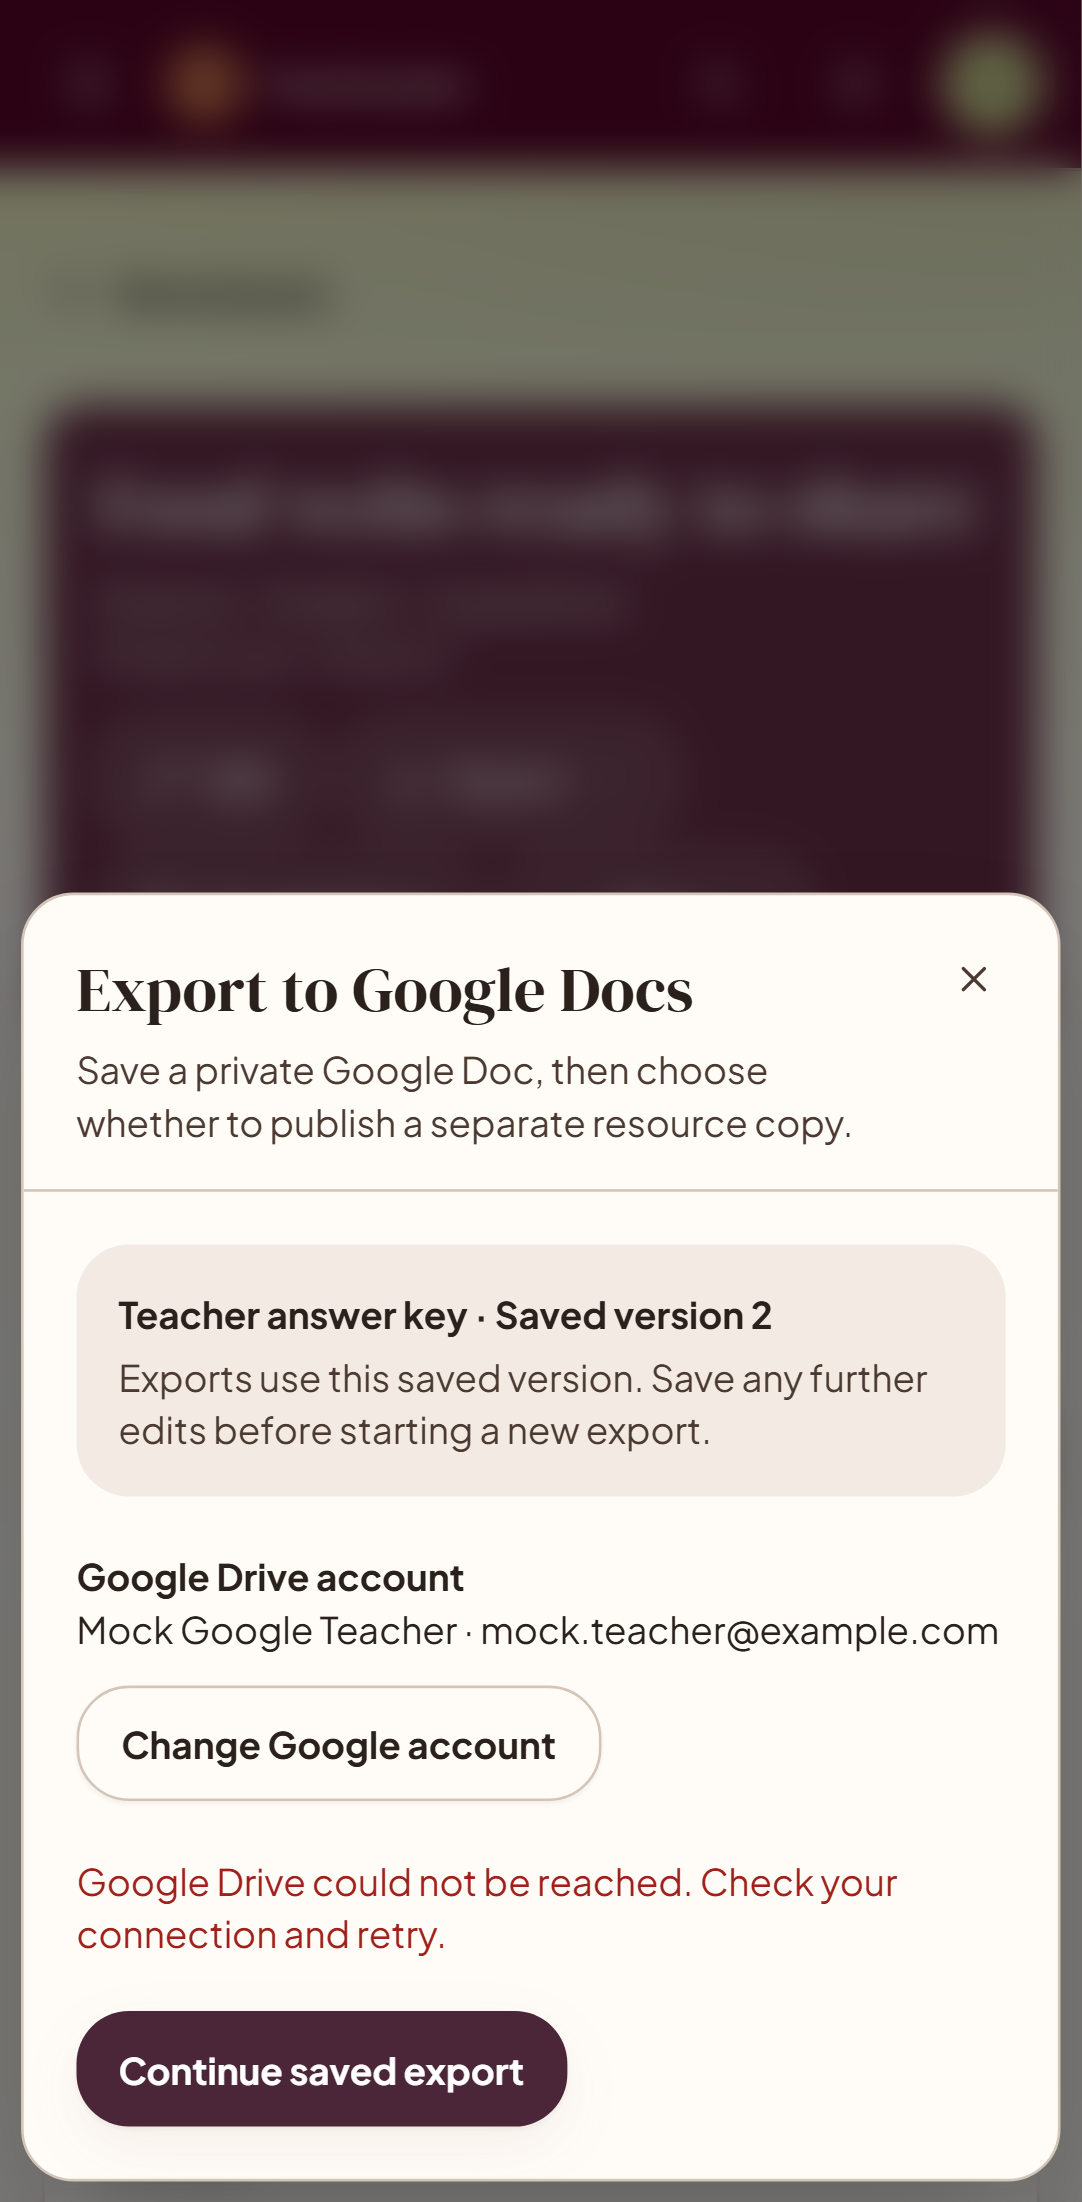 Export to Google Docs
Save a private Google Doc, then choose
whether to publish a separate resource copy.
Teacher answer key · Saved version 2
Exports use this saved version. Save any further
edits before starting a new export.
Google Drive account
Mock Google Teacher · mock.teacher@example.com
Change Google account
Google Drive could not be reached. Check your
connection and retry.
Continue saved export